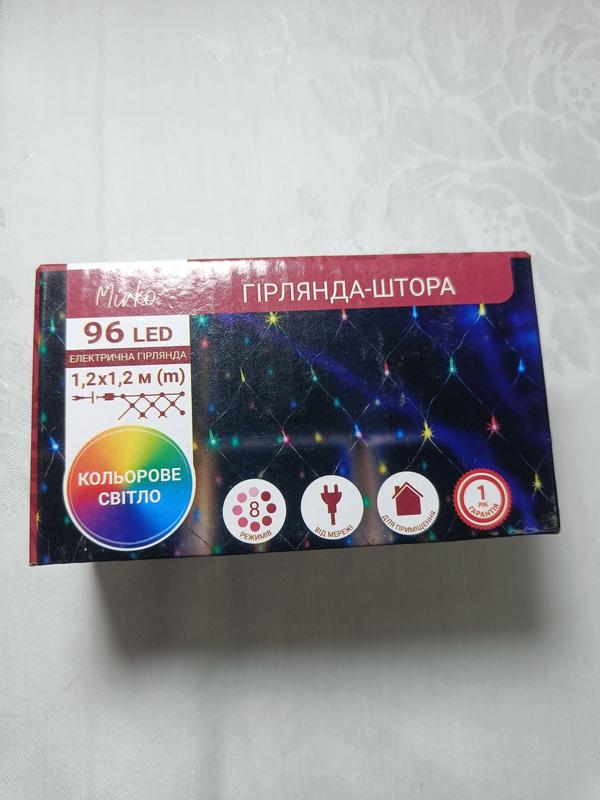 Mirko
ГІРЛЯНДА-ШТОРА
96 LED
ЕЛЕКТРИЧНА ГІРЛЯНДА
1,2х1,2 м (m)
КОЛЬОРОВЕ
СВІТЛО
8
РЕЖИМІВ
ВІД МЕРЕЖІ
ДЛЯ ПРИМІЩЕННЯ
1
РІК
ГАРАНТІЯ